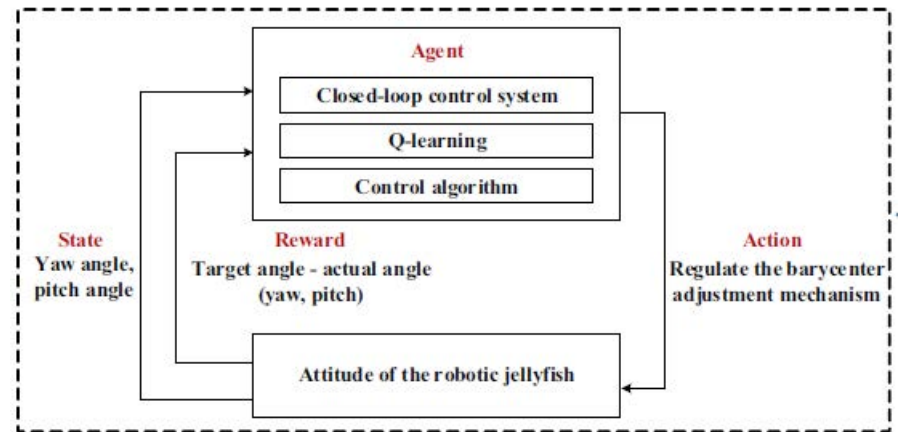 Agent
Closed-loop control system
Q-learning
Control algorithm
State
Yaw angle,
pitch angle
Reward
Target angle - actual angle
(yaw, pitch)
Action
Regulate the barycenter
adjustment mechanism
Attitude of the robotic jellyfish